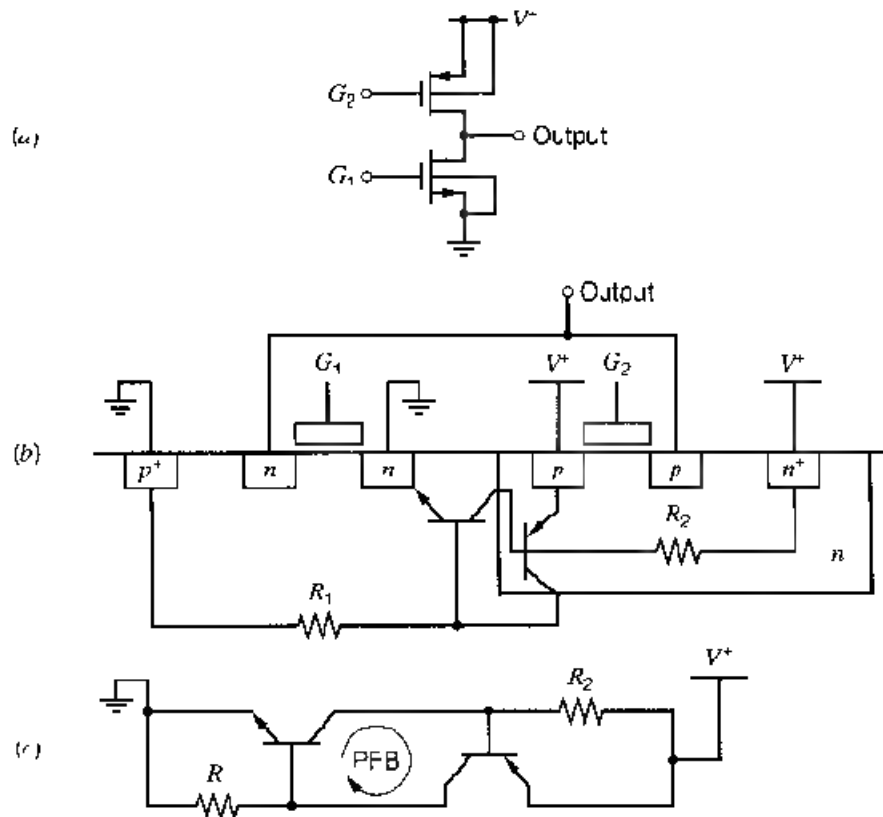 V+
G2
(a)
Output
G1
Output
G1
V+
G2
V+
(b)
p+
n
n
p
p
n+
R2
n
R1
V+
R2
(c)
PFB
R